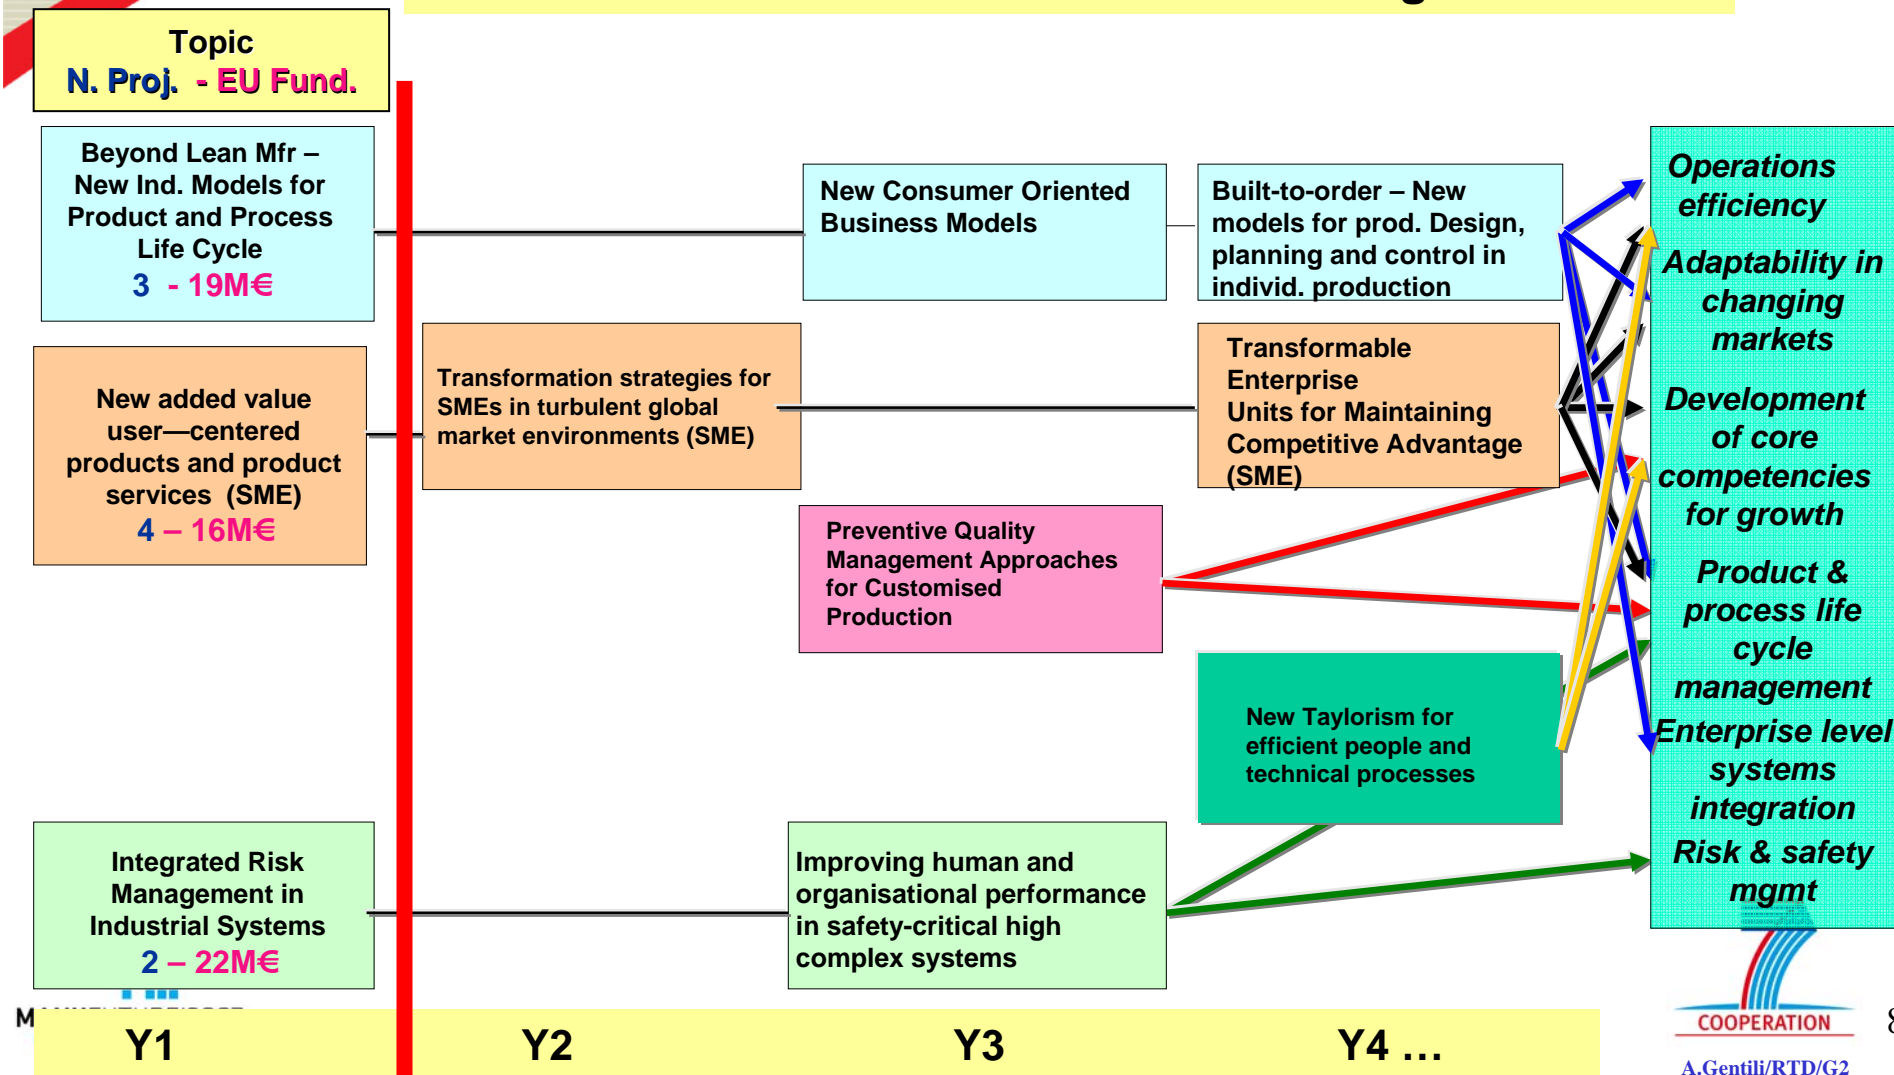 Topic
N. Proj. - EU Fund.
Beyond Lean Mfr –
New Ind. Models for
Product and Process
Life Cycle
3 - 19M€
New added value
user—centered
products and product
services (SME)
4 – 16M€
Integrated Risk
Management in
Industrial Systems
2 – 22M€
Transformation strategies for
SMEs in turbulent global
market environments (SME)
New Consumer Oriented
Business Models
Preventive Quality
Management Approaches
for Customised
Production
Improving human and
organisational performance
in safety-critical high
complex systems
Built-to-order – New
models for prod. Design,
planning and control in
individ. production
Transformable
Enterprise
Units for Maintaining
Competitive Advantage
(SME)
New Taylorism for
efficient people and
technical processes
Operations
efficiency
Adaptability in
changing
markets
Development
of core
competencies
for growth
Product &
process life
cycle
management
Enterprise level
systems
integration
Risk & safety
mgmt
Y1 Y2 Y3 Y4 ...
COOPERATION
8
A.Gentili/RTD/G2